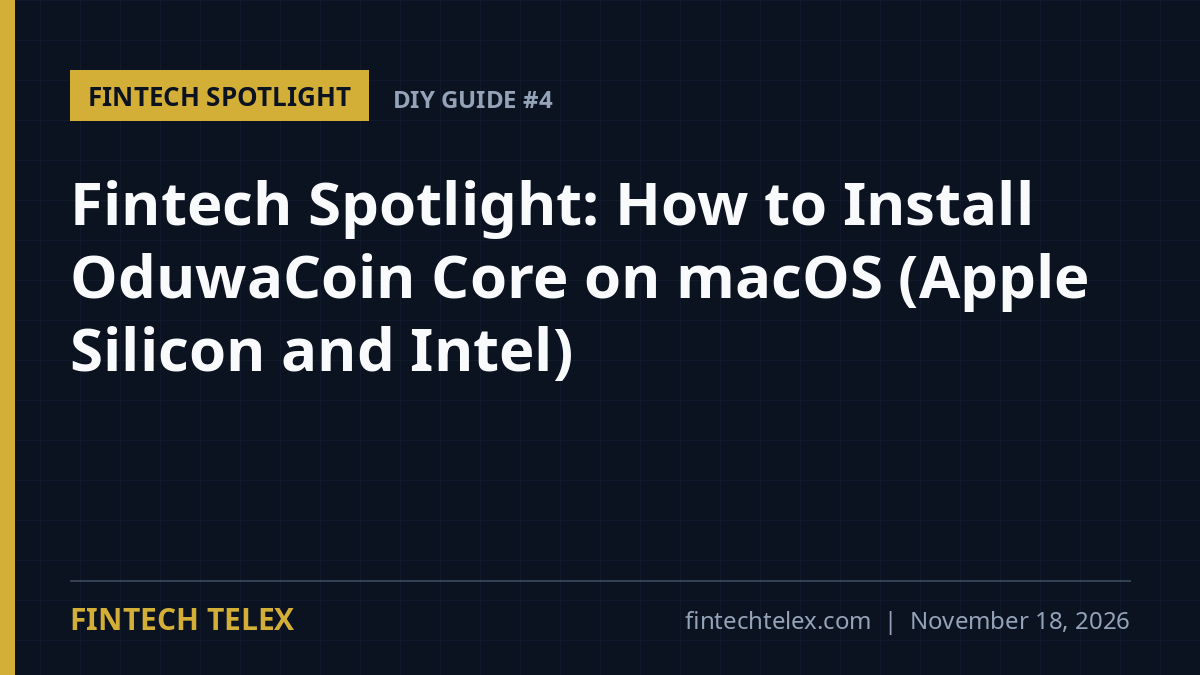 FINTECH SPOTLIGHT DIY GUIDE #4
Fintech Spotlight: How to Install
OduwaCoin Core on macOS (Apple
Silicon and Intel)
FINTECH TELEX
fintechtelex.com | November 18, 2026